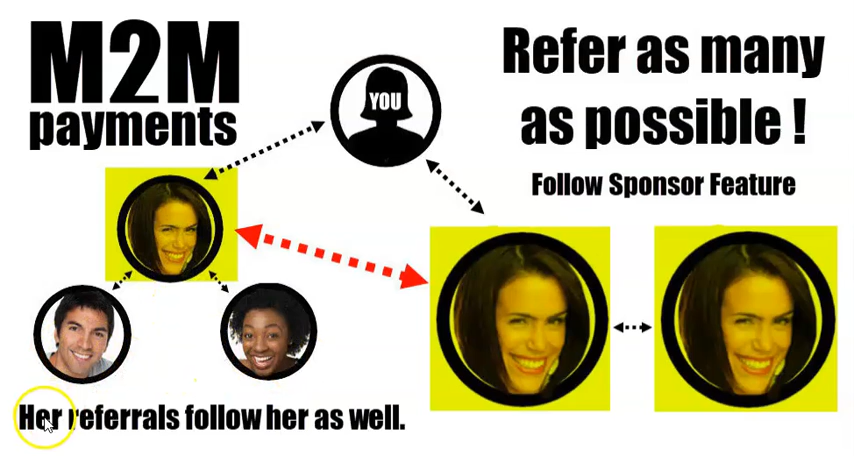 M2M
payments
Refer as many
as possible !
Follow Sponsor Feature
YOU
Her referrals follow her as well.